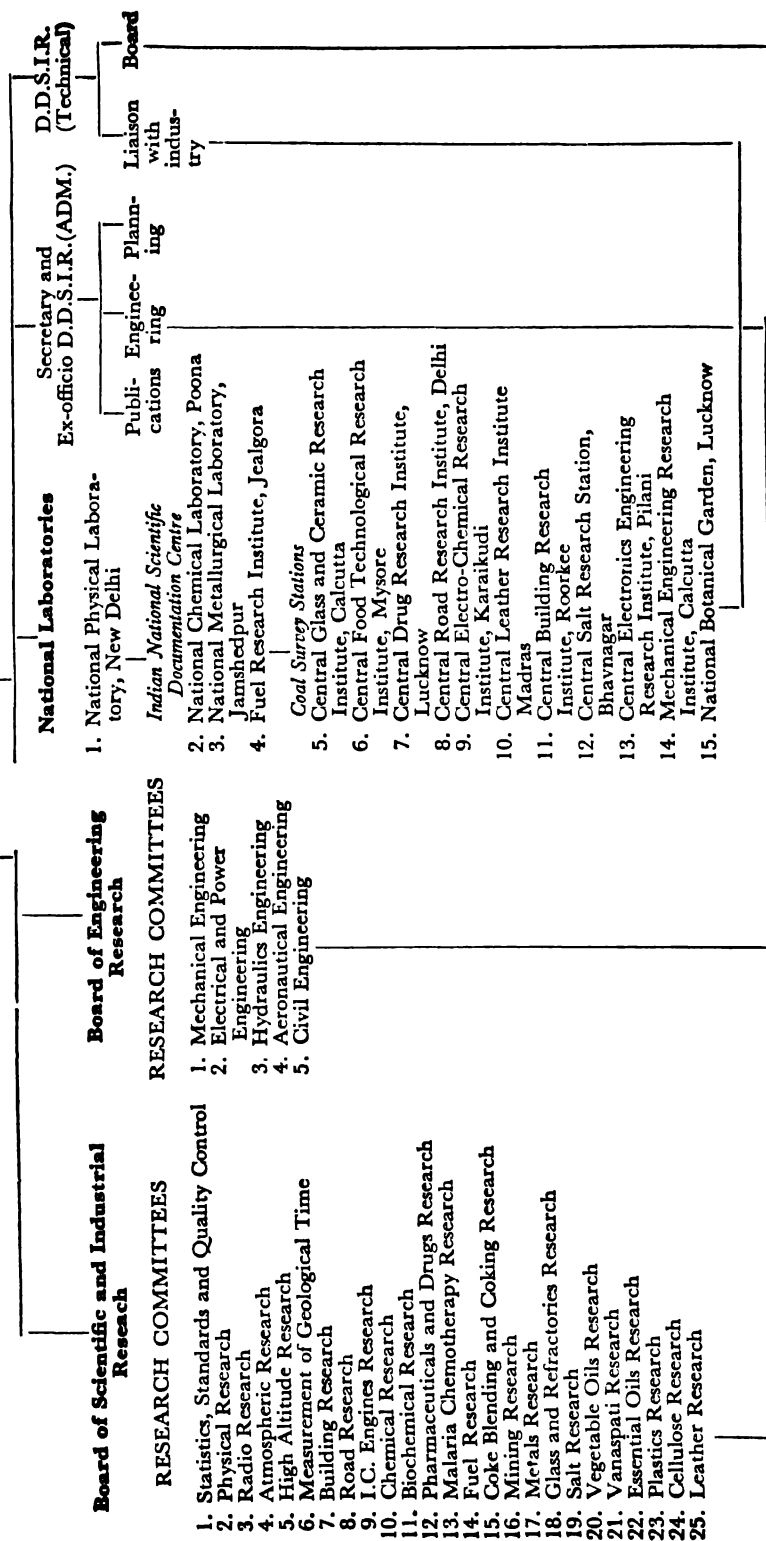 Board of Scientific and Industrial
Reseach
RESEARCH COMMITTEES
1. Statistics, Standards and Quality Control
2. Physical Research
3. Radio Research
4. Atmospheric Research
5. High Altitude Research
6. Measurement of Geological Time
7. Building Research
8. Road Research
9. I.C. Engines Research
10. Chemical Research
11. Biochemical Research
12. Pharmaceuticals and Drugs Research
13. Malaria Chemotherapy Research
14. Fuel Research
15. Coke Blending and Coking Research
16. Mining Research
17. Metals Research
18. Glass and Refractories Research
19. Salt Research
20. Vegetable Oils Research
21. Vanaspati Research
22. Essential Oils Research
23. Plastics Research
24. Cellulose Research
25. Leather Research
Board of Engineering
Research
RESEARCH COMMITTEES
1. Mechanical Engineering
2. Electrical and Power
Engineering
3. Hydraulics Engineering
4. Aeronautical Engineering
5. Civil Engineering
National Laboratories
1. National Physical Labora-
tory, New Delhi
Indian National Scientific
Documentation Centre
2. National Chemical Laboratory, Poona
3. National Metallurgical Laboratory,
Jamshedpur
4. Fuel Research Institute, Jealgora
Coal Survey Stations
5. Central Glass and Ceramic Research
Institute, Calcutta
6. Central Food Technological Research
Institute, Mysore
7. Central Drug Research Institute,
Lucknow
8. Central Road Research Institute, Delhi
9. Central Electro-Chemical Research
Institute, Karaikudi
10. Central Leather Research Institute
Madras
11. Central Building Research
Institute, Roorkee
12. Central Salt Research Station,
Bhavnagar
13. Central Electronics Engineering
Research Institute, Pilani
14. Mechanical Engineering Research
Institute, Calcutta
15. National Botanical Garden, Lucknow
Secretary and
Ex-officio D.D.S.I.R.(ADM.)
Publi-
cations
Enginee-
ring
Plann-
ing
D.D.S.I.R.
(Technical)
Liaison
with
indus-
try
Board